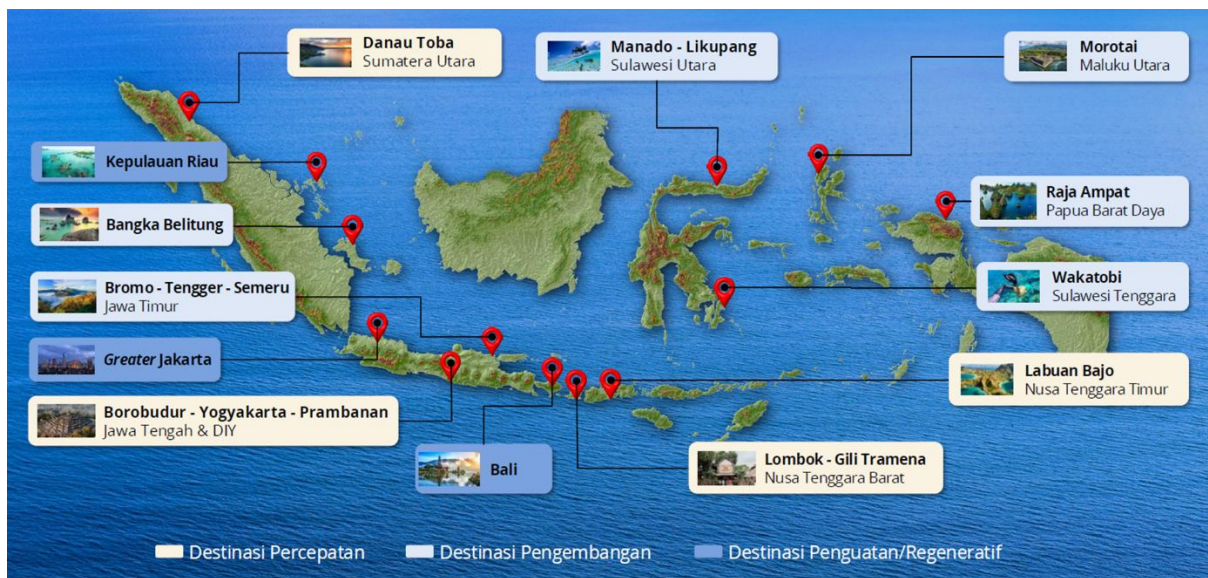 Danau Toba
Sumatera Utara
Manado - Likupang
Sulawesi Utara
Morotai
Maluku Utara
Kepulauan Riau
Raja Ampat
Papua Barat Daya
Bangka Belitung
Bromo - Tengger - Semeru
Jawa Timur
Wakatobi
Sulawesi Tenggara
Greater Jakarta
Labuan Bajo
Nusa Tenggara Timur
Borobudur - Yogyakarta - Prambanan
Jawa Tengah & DIY
Bali
Lombok - Gili Tramena
Nusa Tenggara Barat
Destinasi Percepatan
Destinasi Pengembangan
Destinasi Penguatan/Regeneratif